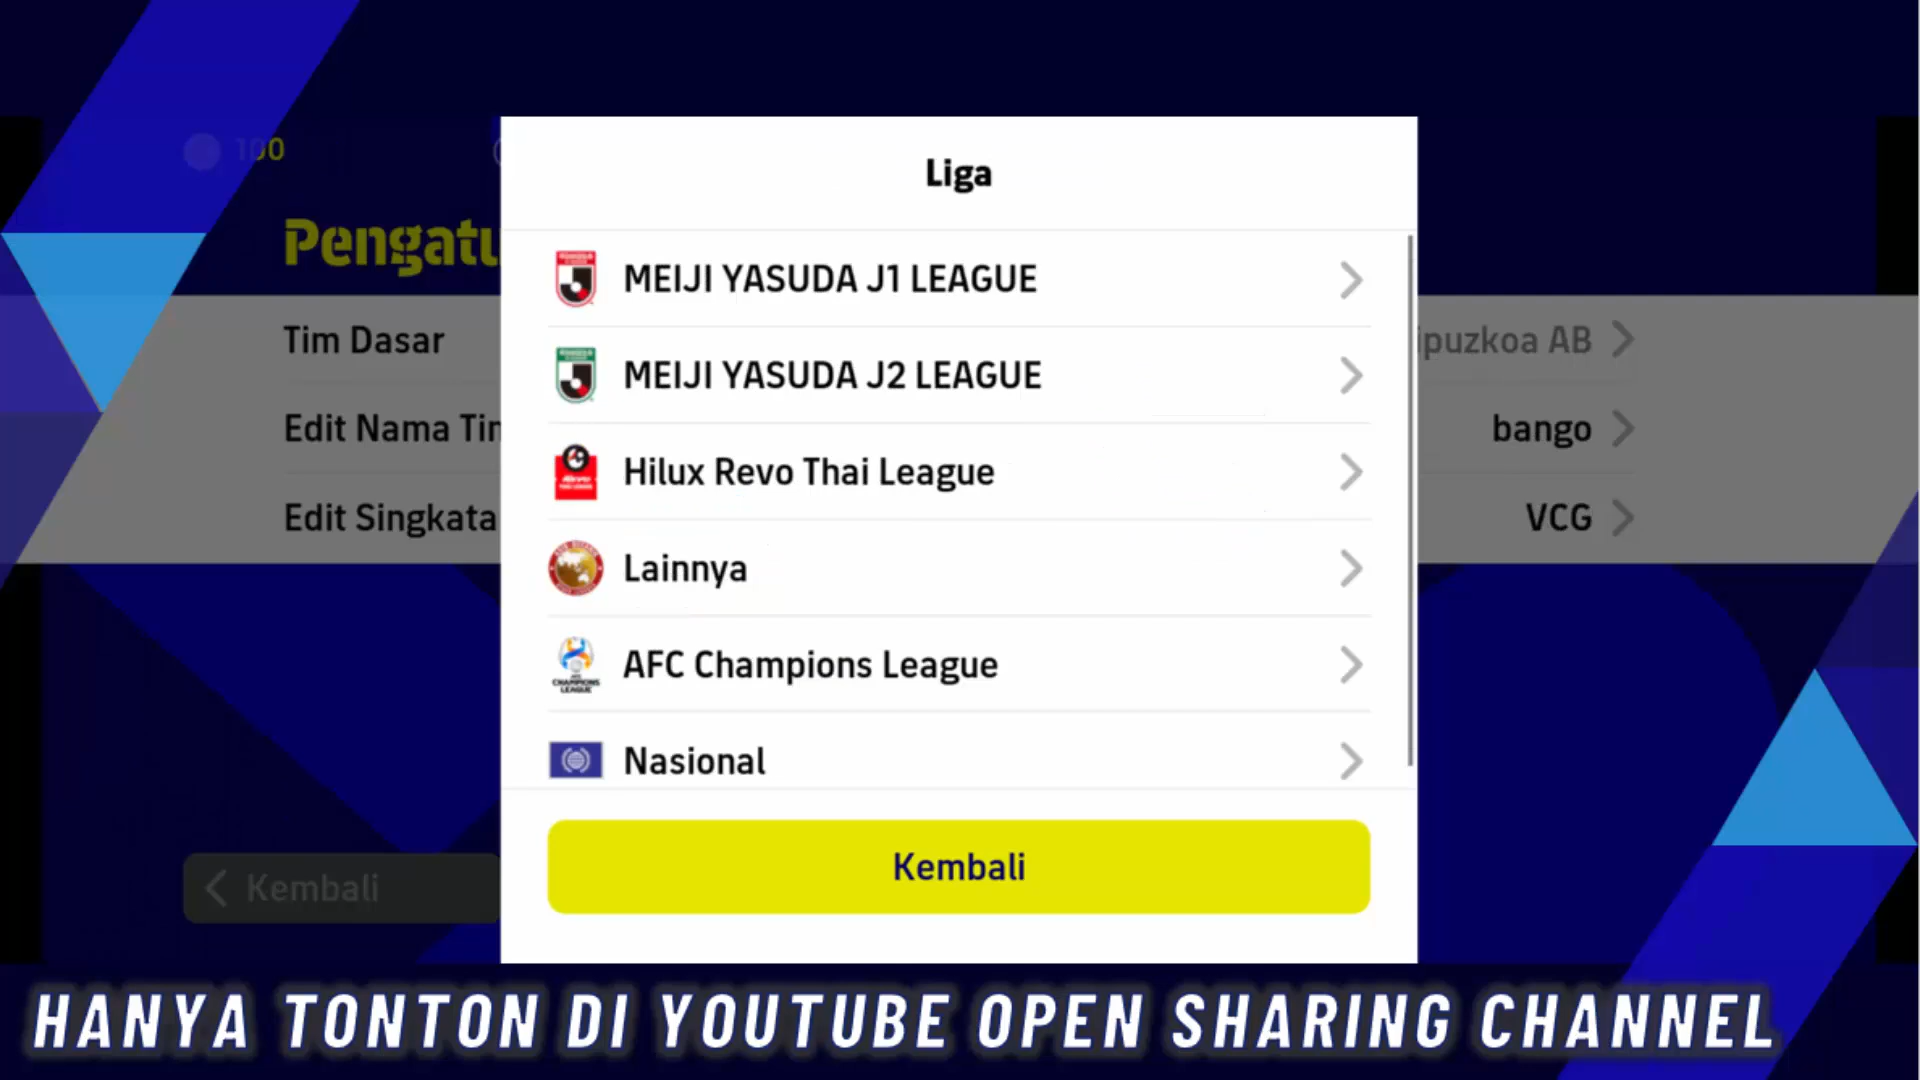 100
Pengatu
Liga
MEIJI YASUDA J1 LEAGUE
MEIJI YASUDA J2 LEAGUE
Hilux Revo Thai League
Lainnya
AFC Champions League
CHAMPIONS
LEAGUE
Nasional
Kembali
Tim Dasar
ipuzkoa AB
Edit Nama Tim
bango
Edit Singkata
VCG
Kembali
HANYA TONTON DI YOUTUBE OPEN SHARING CHANNEL